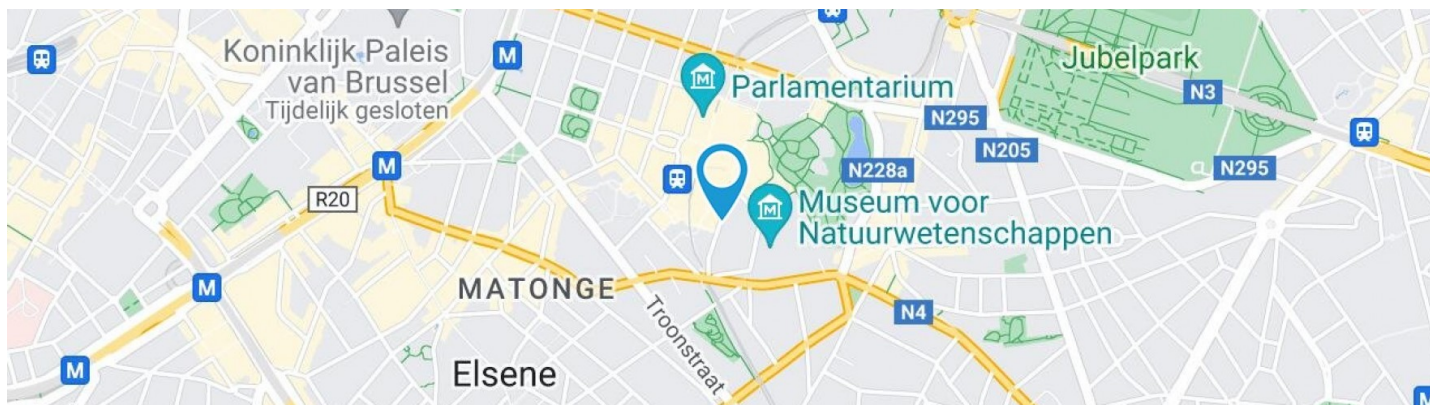 Koninklijk Paleis
van Brussel
Tijdelijk gesloten
M
Parlamentarium
Jubelpark
N3
N295
N205
N295
M
R20
N228a
Museum voor
Natuurwetenschappen
M
MATONGE
N4
Troonstraat
M
Elsene
M